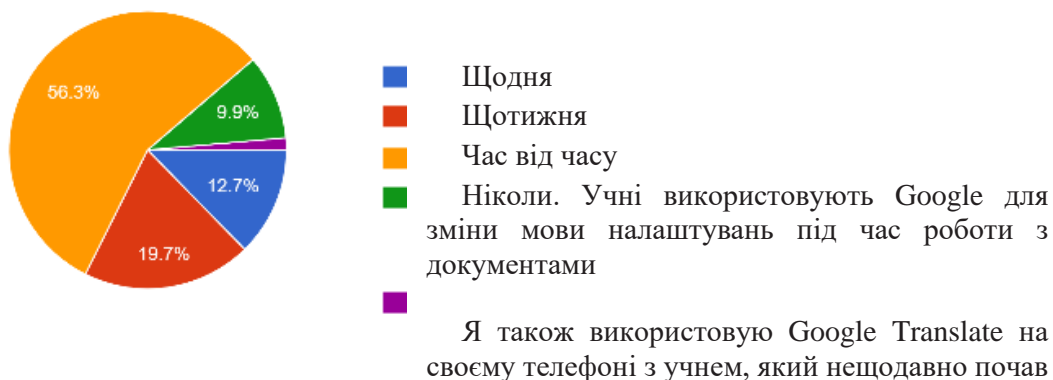 56.3%
9.9%
12.7%
19.7%
Щодня
Щотижня
Час від часу
Ніколи. Учні використовують Google для
зміни мови налаштувань під час роботи з
документами
Я також використовую Google Translate на
своєму телефоні з учнем, який нещодавно почав